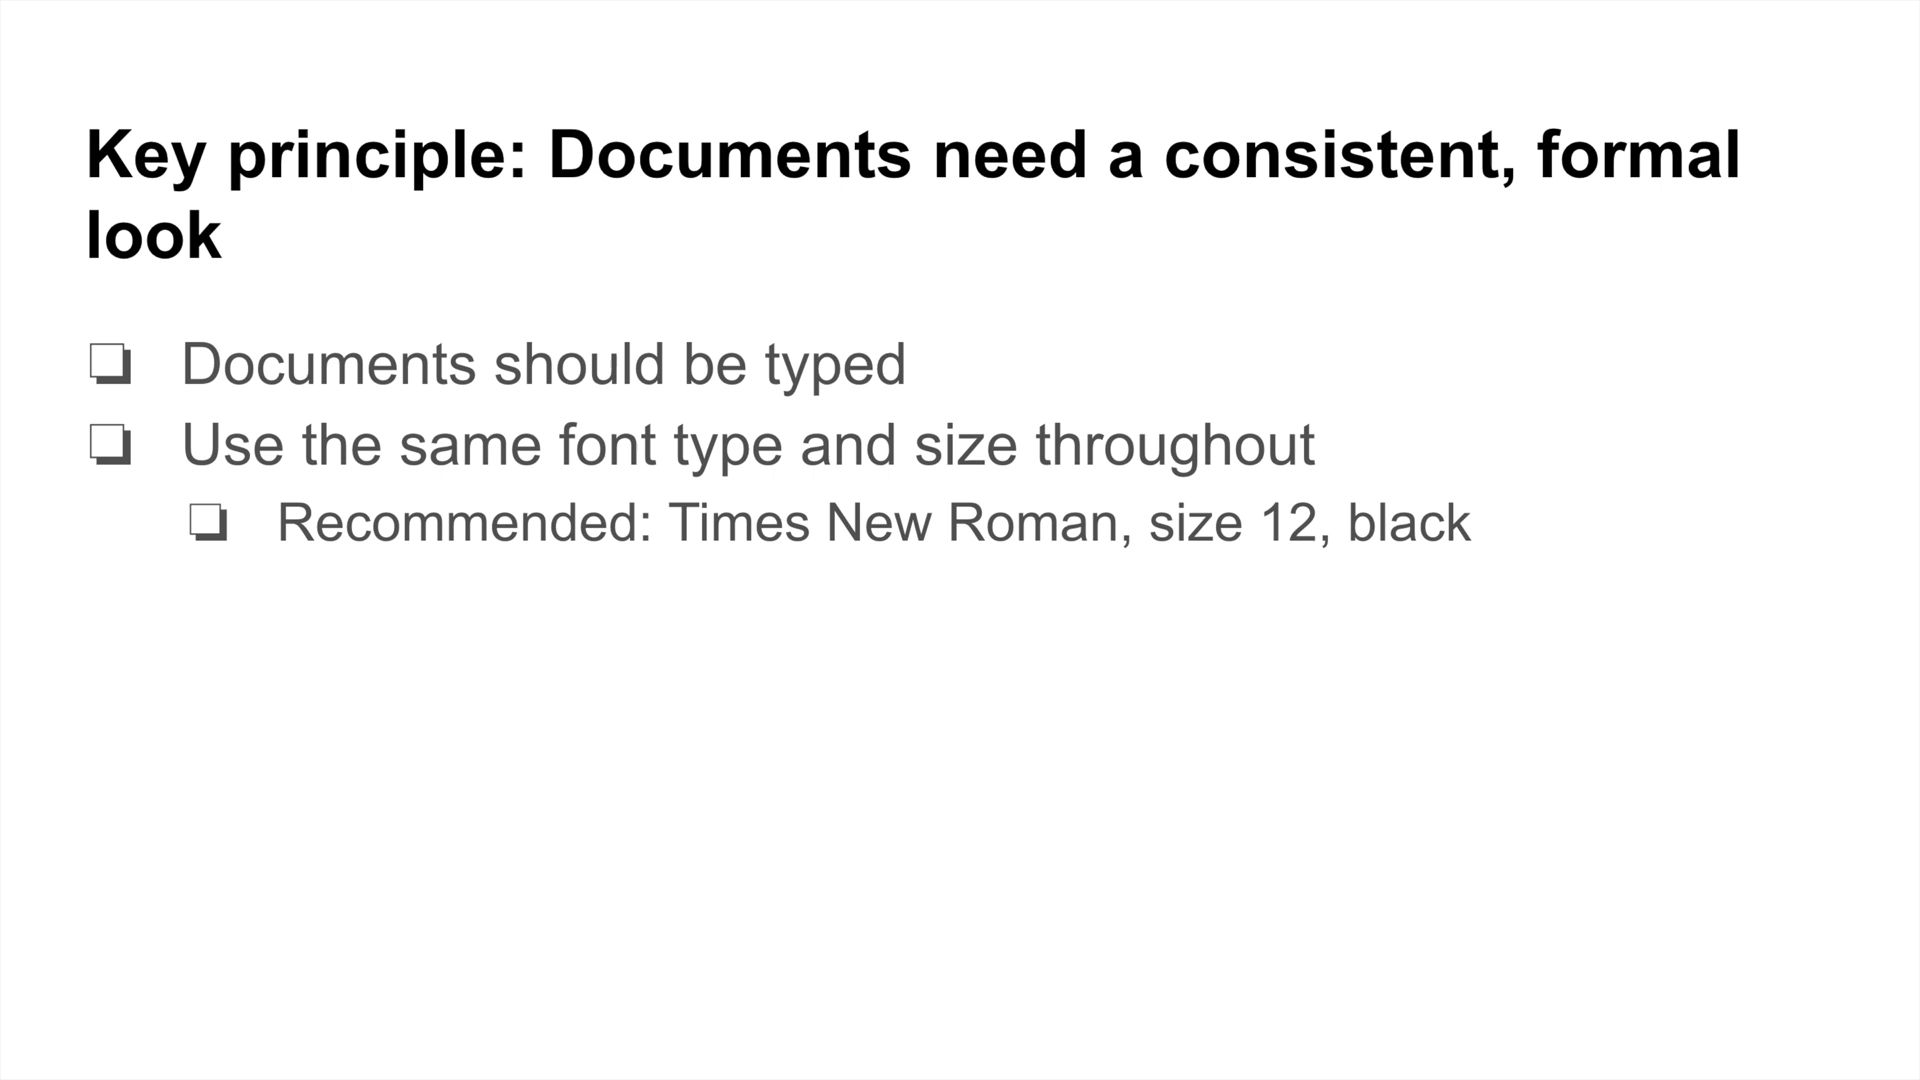 Key principle: Documents need a consistent, formal
look
❏ Documents should be typed
❏ Use the same font type and size throughout
❏ Recommended: Times New Roman, size 12, black